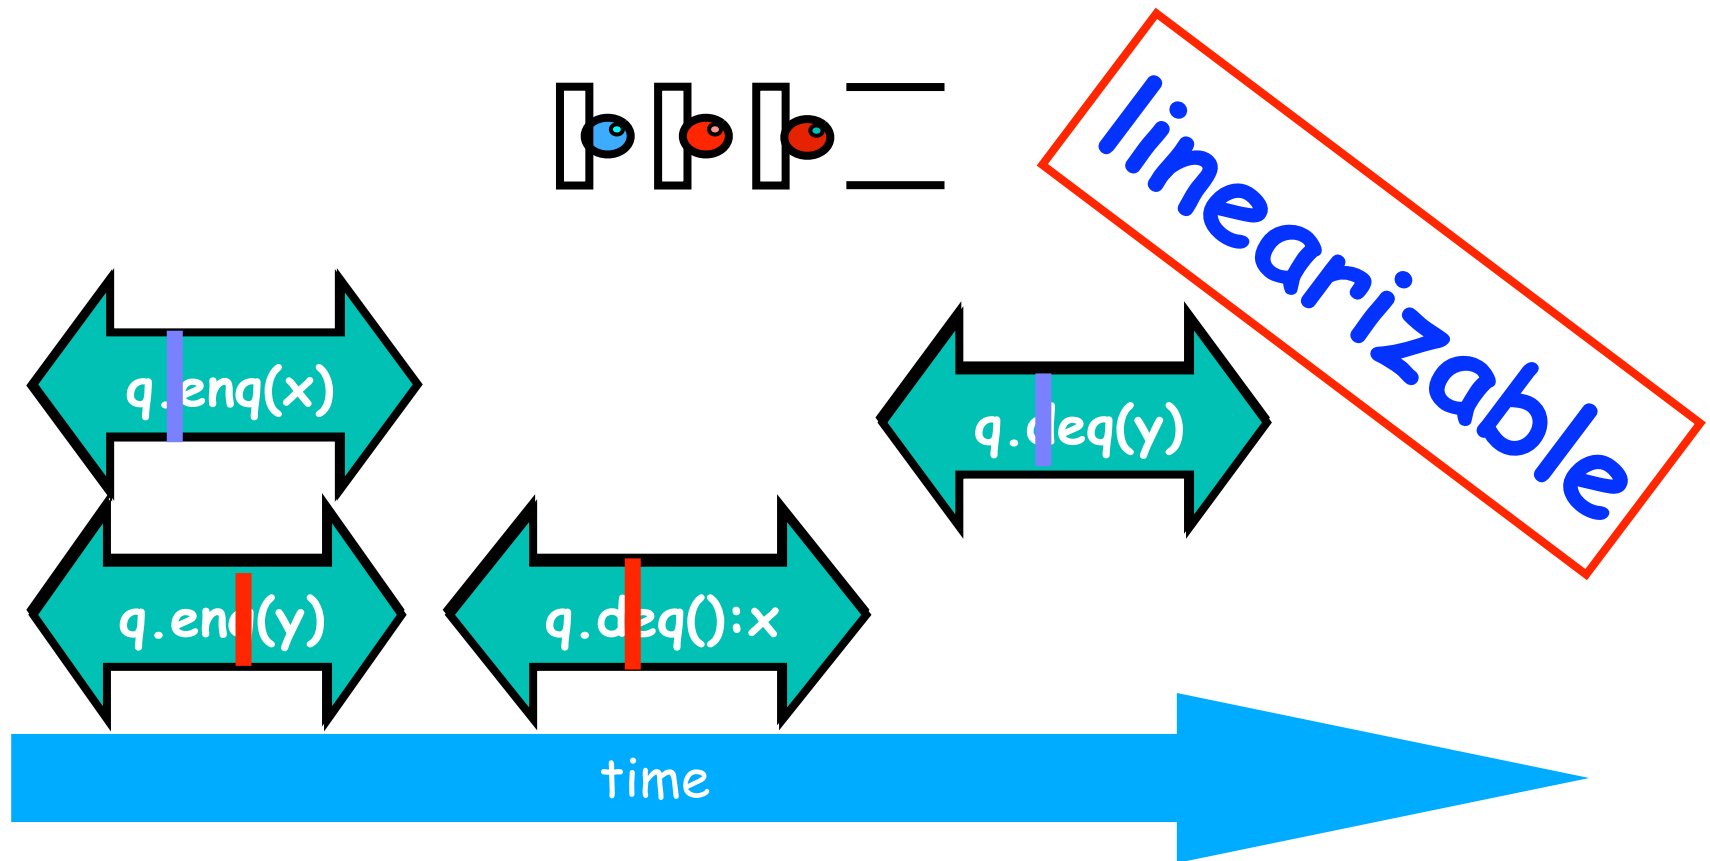 linearizable
q.enq(x)
q.deq(y)
q.enq(y)
q.deq():x
time